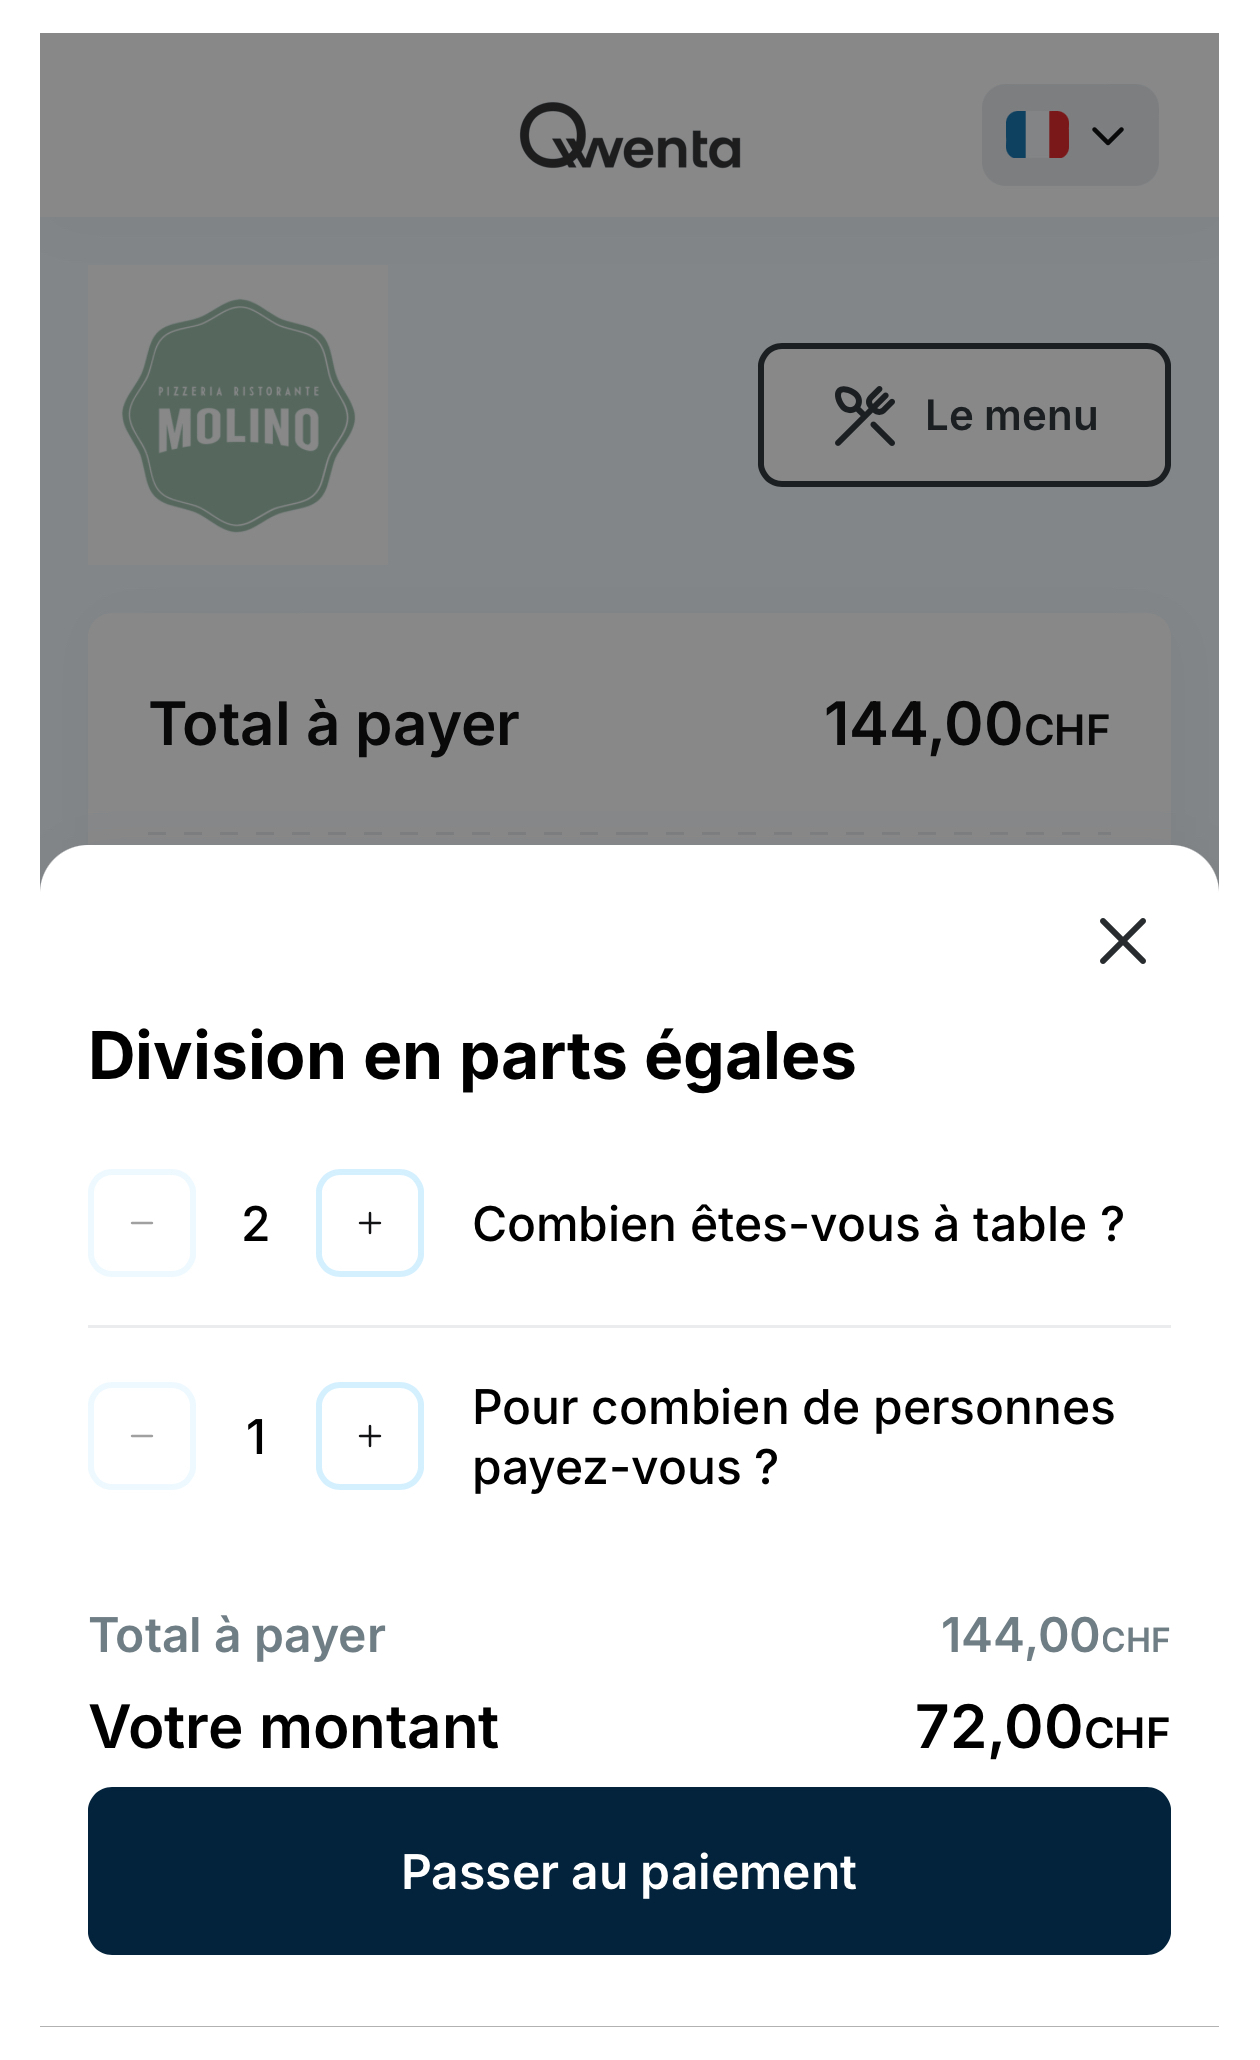 Qwenta
PIZZERIA RISTORANTE
MOLINO
Le menu
Total à payer 144,00CHF
Division en parts égales
2 Combien êtes-vous à table ?
1 Pour combien de personnes
payez-vous ?
Total à payer 144,00CHF
Votre montant 72,00CHF
Passer au paiement